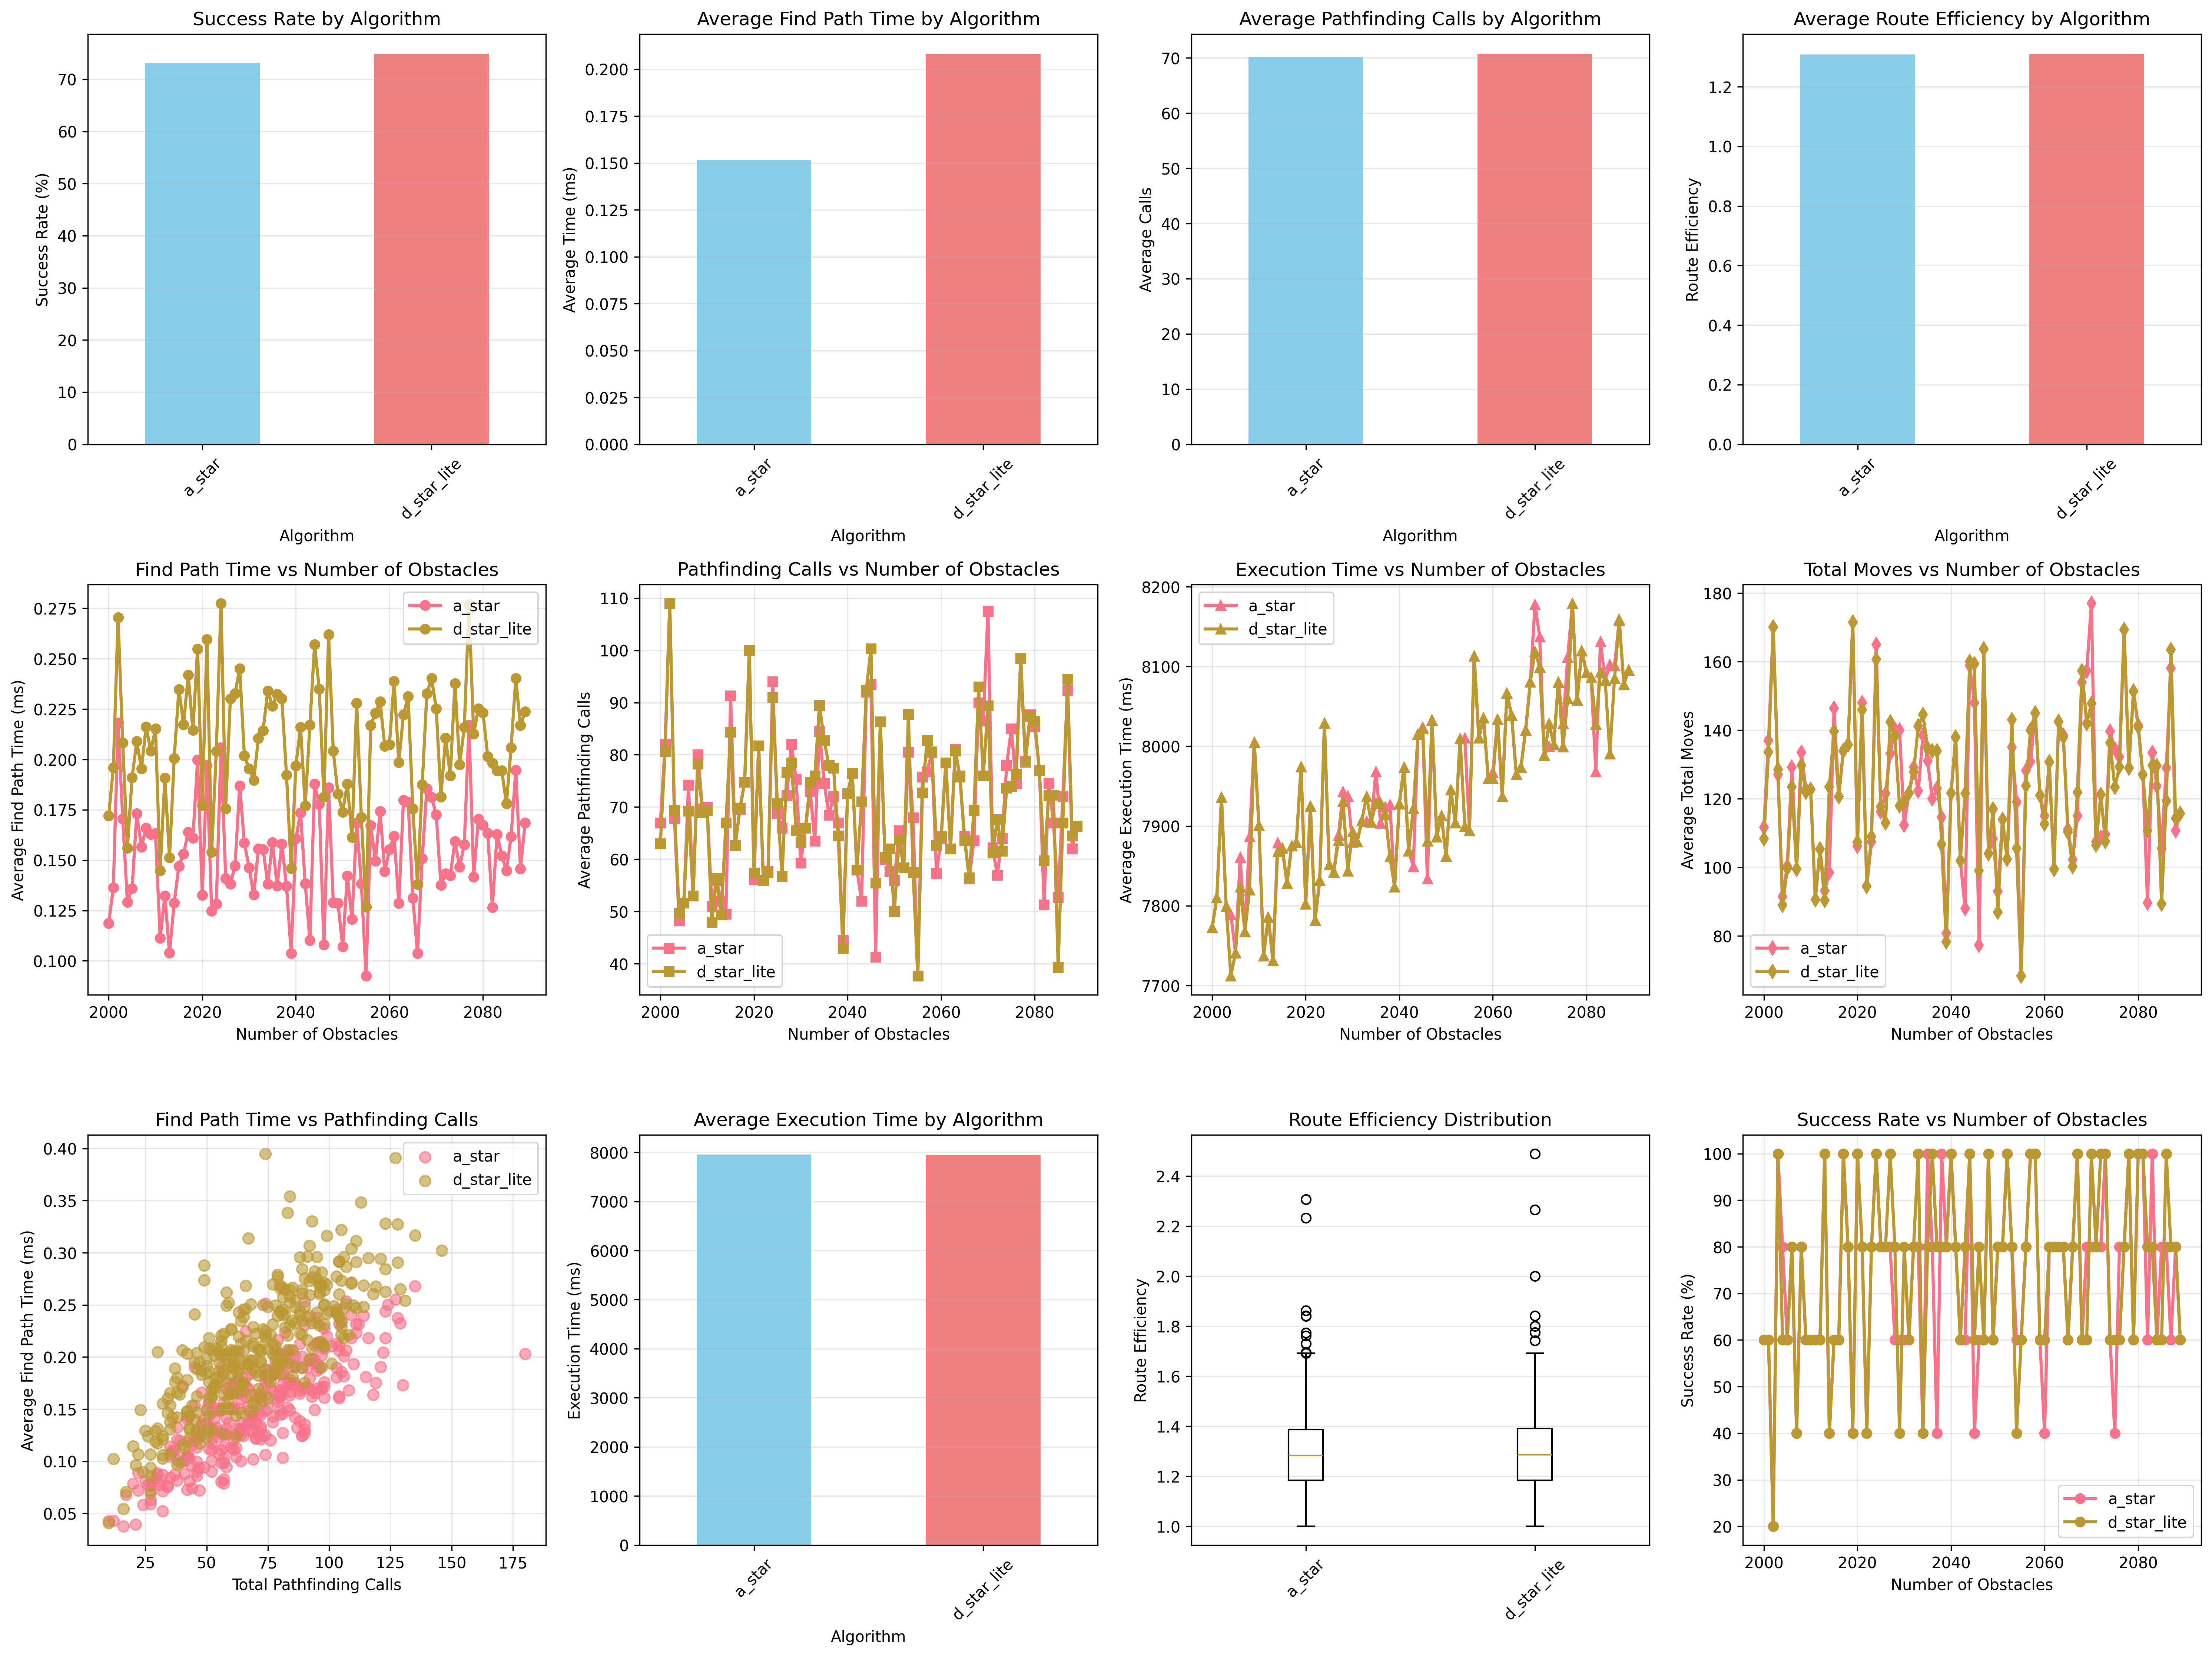 Success Rate by Algorithm
Success Rate (%)
70
60
50
40
30
20
10
0
a_star
d_star_lite
Algorithm
Average Find Path Time by Algorithm
Average Time (ms)
0.200
0.175
0.150
0.125
0.100
0.075
0.050
0.025
0.000
a_star
d_star_lite
Algorithm
Average Pathfinding Calls by Algorithm
Average Calls
70
60
50
40
30
20
10
0
a_star
d_star_lite
Algorithm
Average Route Efficiency by Algorithm
Route Efficiency
1.2
1.0
0.8
0.6
0.4
0.2
0.0
a_star
d_star_lite
Algorithm
Find Path Time vs Number of Obstacles
Average Find Path Time (ms)
0.275
0.250
0.225
0.200
0.175
0.150
0.125
0.100
a_star
d_star_lite
2000 2020 2040 2060 2080
Number of Obstacles
Pathfinding Calls vs Number of Obstacles
Average Pathfinding Calls
110
100
90
80
70
60
50
40
a_star
d_star_lite
2000 2020 2040 2060 2080
Number of Obstacles
Execution Time vs Number of Obstacles
Average Execution Time (ms)
8200
8100
8000
7900
7800
7700
a_star
d_star_lite
2000 2020 2040 2060 2080
Number of Obstacles
Total Moves vs Number of Obstacles
Average Total Moves
180
160
140
120
100
80
a_star
d_star_lite
2000 2020 2040 2060 2080
Number of Obstacles
Find Path Time vs Pathfinding Calls
Average Find Path Time (ms)
0.40
0.35
0.30
0.25
0.20
0.15
0.10
0.05
a_star
d_star_lite
25 50 75 100 125 150 175
Total Pathfinding Calls
Average Execution Time by Algorithm
Execution Time (ms)
8000
7000
6000
5000
4000
3000
2000
1000
0
a_star
d_star_lite
Algorithm
Route Efficiency Distribution
Route Efficiency
2.4
2.2
2.0
1.8
1.6
1.4
1.2
1.0
a_star
d_star_lite
Success Rate vs Number of Obstacles
Success Rate (%)
100
90
80
70
60
50
40
30
20
a_star
d_star_lite
2000 2020 2040 2060 2080
Number of Obstacles